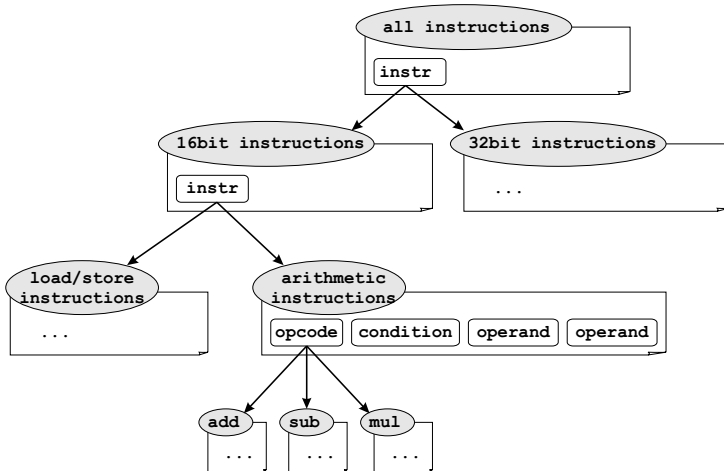 all instructions
instr
16bit instructions
32bit instructions
instr
...
load/store
instructions
arithmetic
instructions
...
opcode condition operand operand
add sub mul
... ... ...